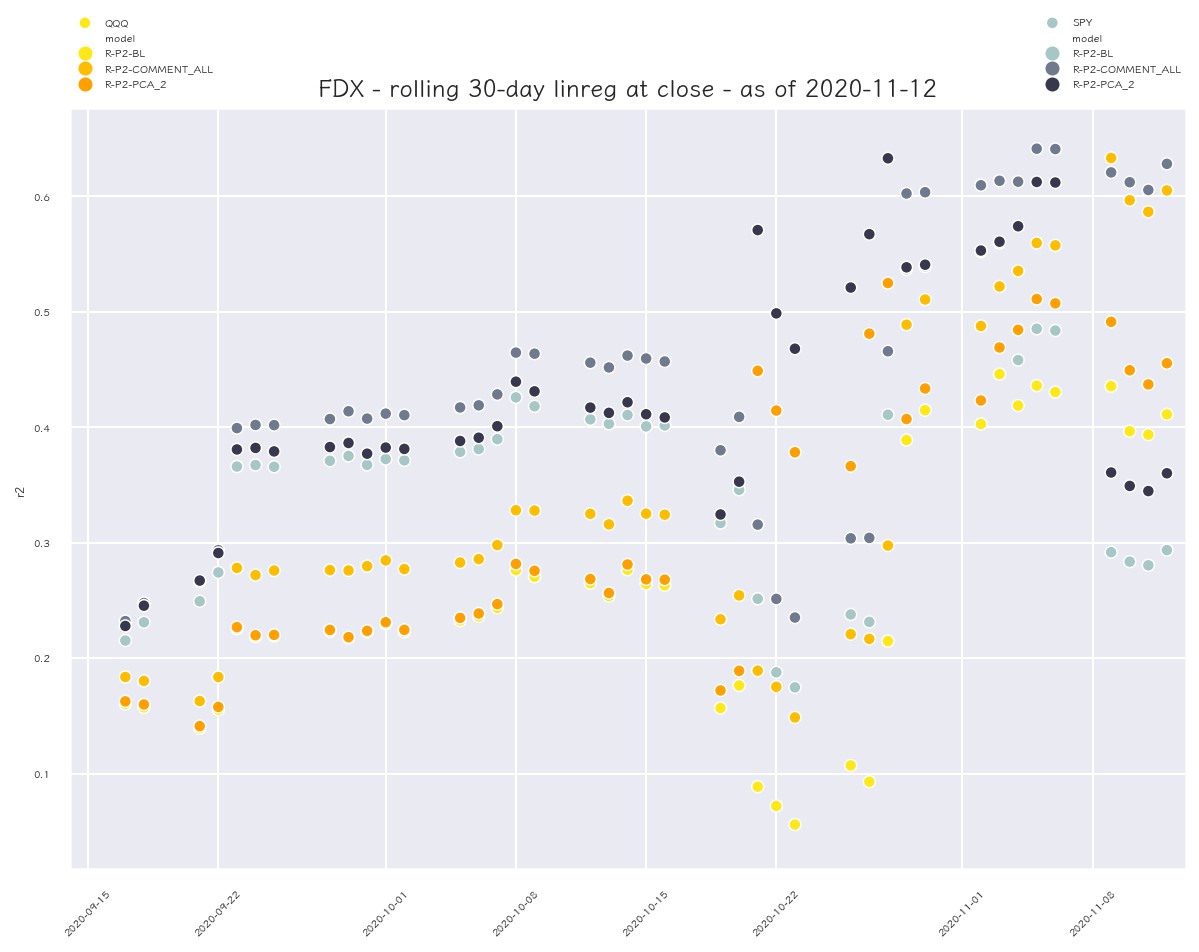 QQQ
model
R-P2-BL
R-P2-COMMENT_ALL
R-P2-PCA_2
SPY
model
R-P2-BL
R-P2-COMMENT_ALL
R-P2-PCA_2
FDX - rolling 30-day linreg at close - as of 2020-11-12
r2
0.6
0.5
0.4
0.3
0.2
0.1
2020-09-15
2020-09-22
2020-10-01
2020-10-08
2020-10-15
2020-10-22
2020-11-01
2020-11-08